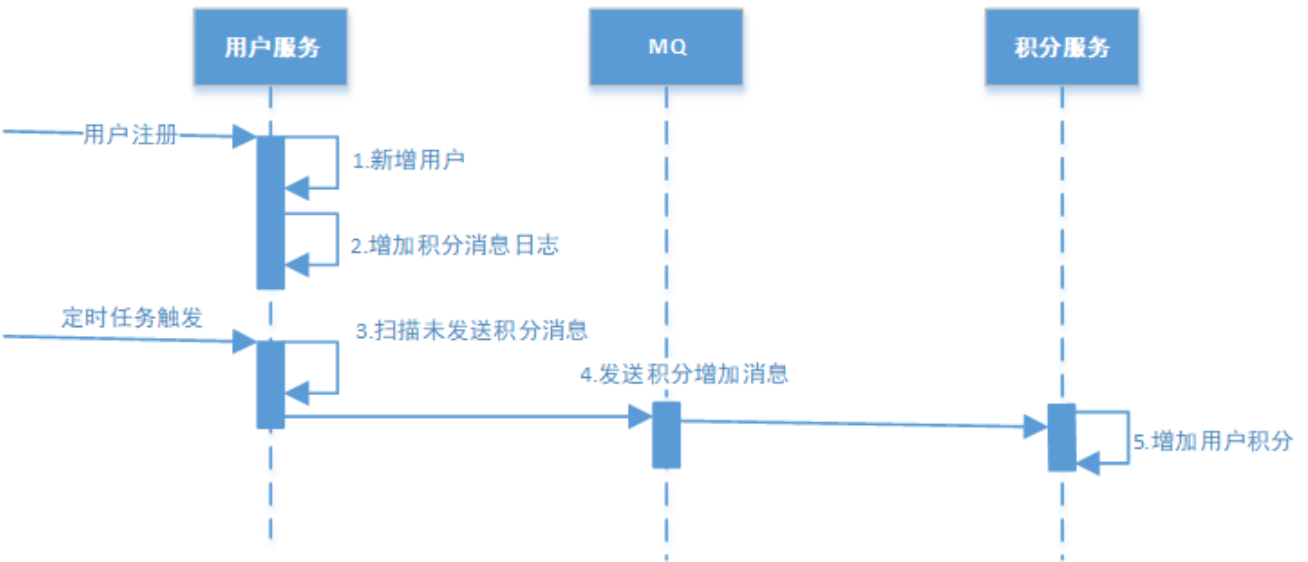 用户服务
MQ
积分服务
用户注册
1.新增用户
2.增加积分消息日志
定时任务触发
3.扫描未发送积分消息
4.发送积分增加消息
5.增加用户积分